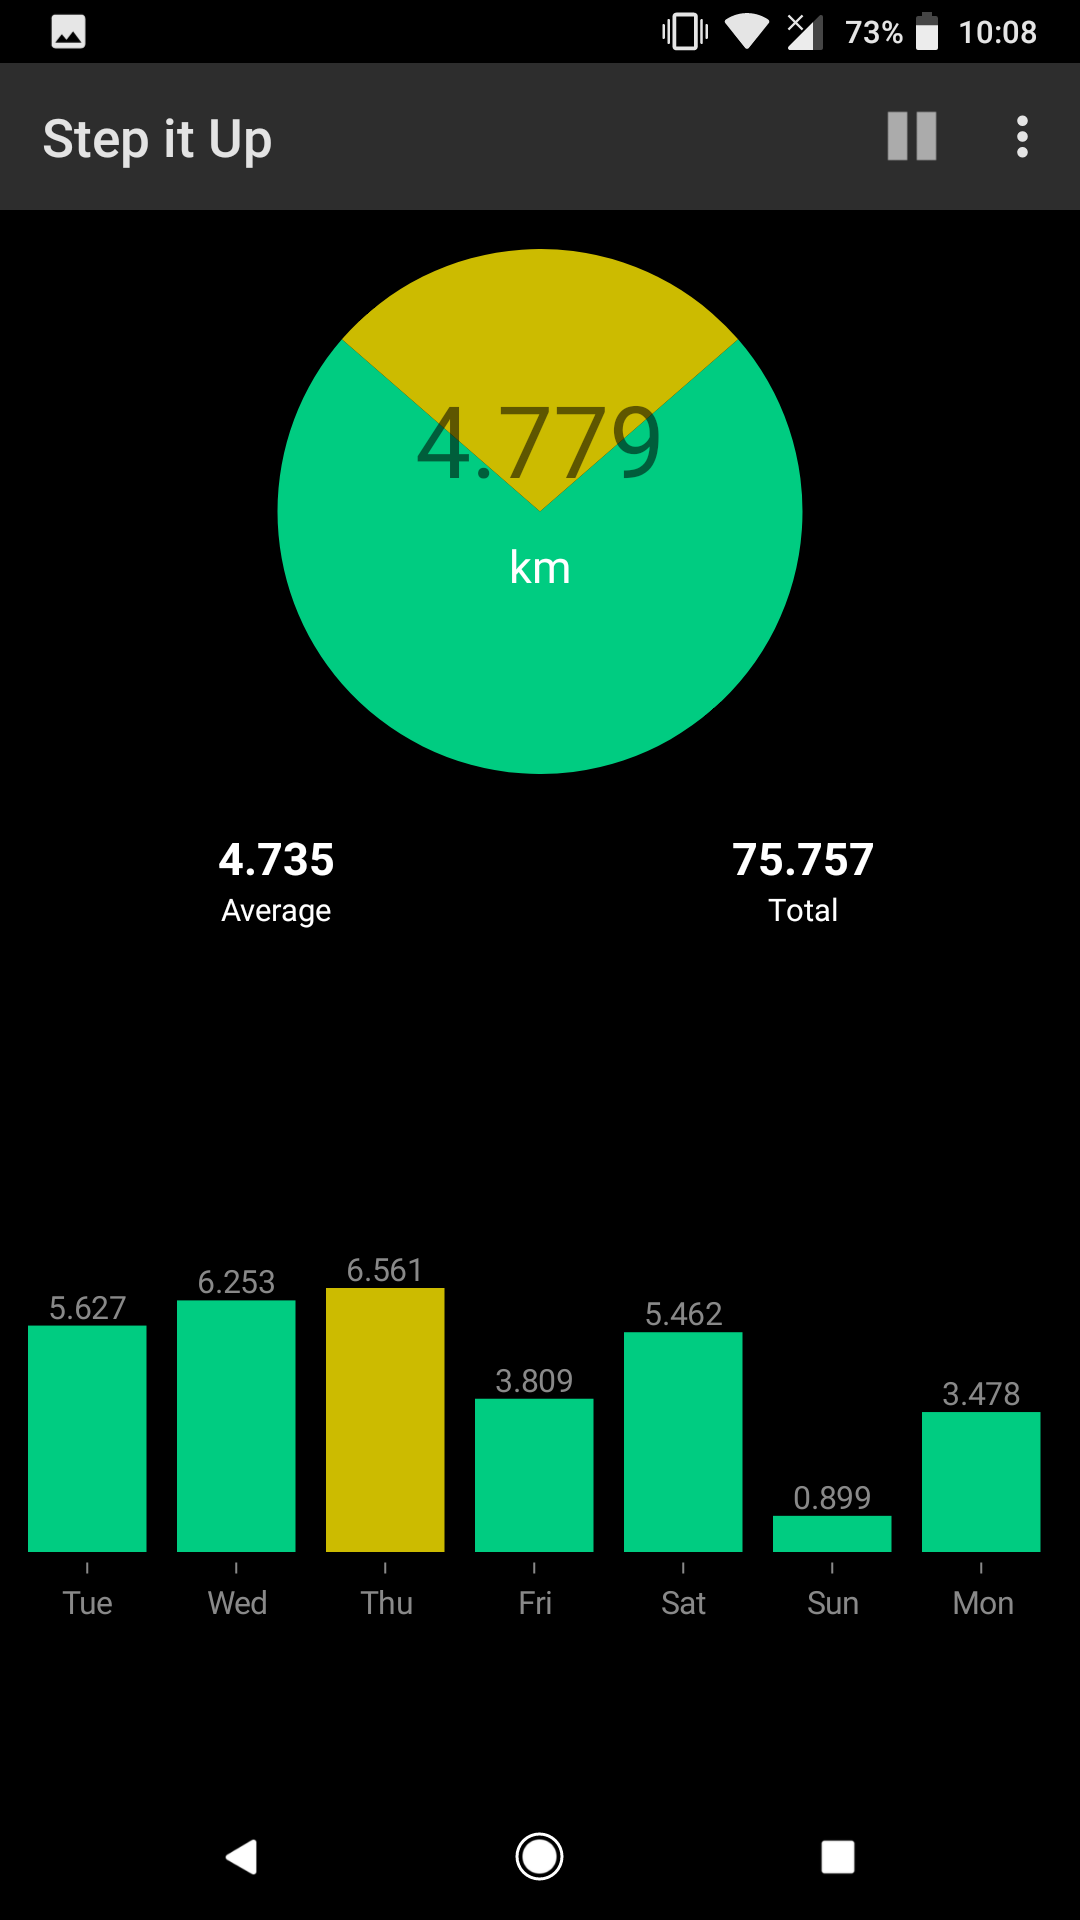 73% 10:08
Step it Up
4.779
km
4.735 75.757
Average Total
5.627 6.253 6.561 3.809 5.462 0.899 3.478
Tue Wed Thu Fri Sat Sun Mon